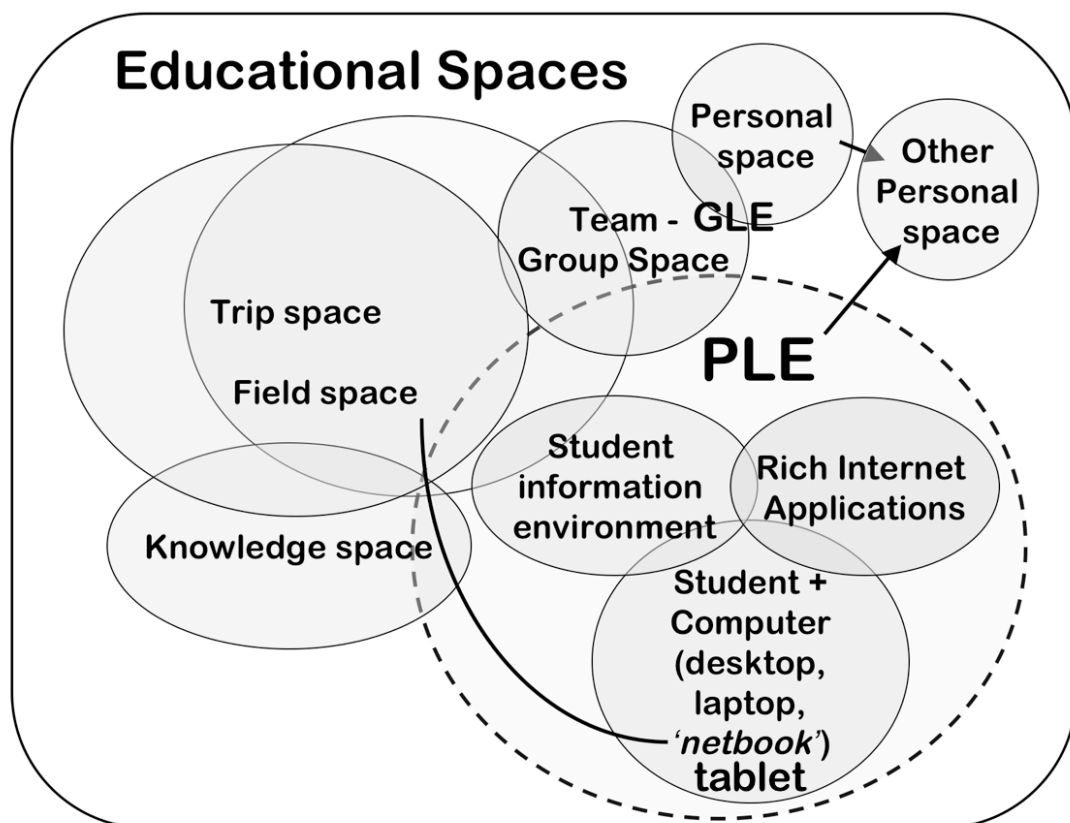 Educational Spaces
Personal
space
Other
Personal
space
Team - GLE
Group Space
Trip space
Field space
PLE
Student
information
environment
Rich Internet
Applications
Knowledge space
Student +
Computer
(desktop,
laptop,
‘netbook’)
tablet